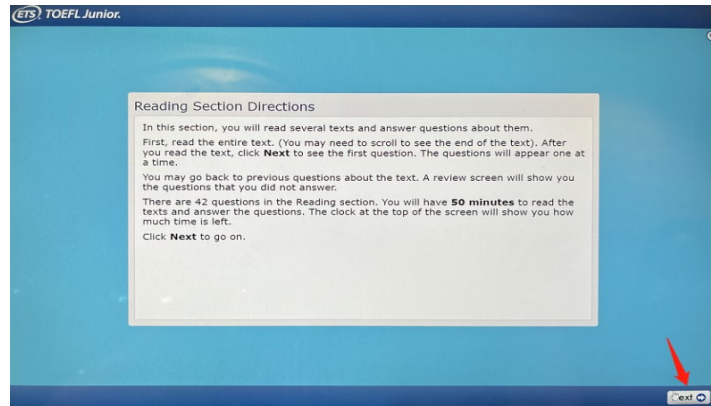 ETS TOEFL Junior.
Reading Section Directions
In this section, you will read several texts and answer questions about them.
First, read the entire text. (You may need to scroll to see the end of the text). After
you read the text, click Next to see the first question. The questions will appear one at
a time.
You may go back to previous questions about the text. A review screen will show you
the questions that you did not answer.
There are 42 questions in the Reading section. You will have 50 minutes to read the
texts and answer the questions. The clock at the top of the screen will show you how
much time is left.
Click Next to go on.